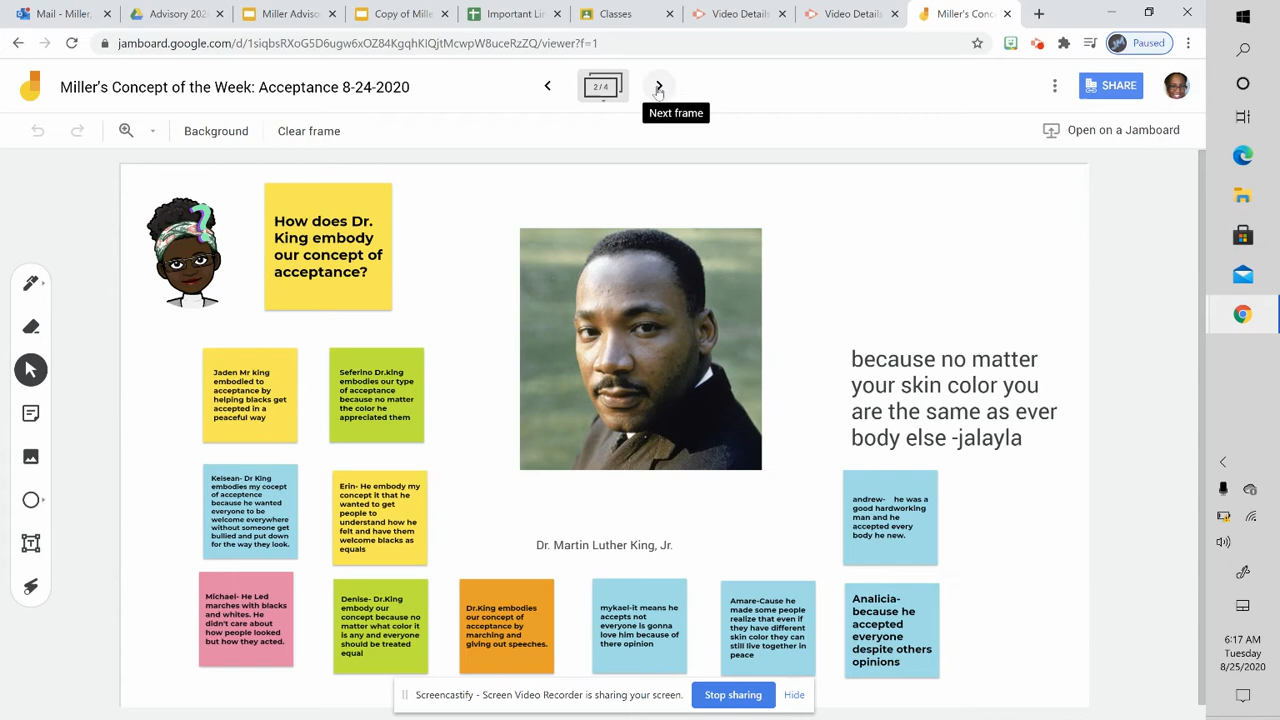 Mail -
Advisory 202
Miller's Conc
Copy of Mille
Important Li
Classes
Video Details
Video Details
Miller's Conc
jamboard.google.com/d/1siqbsRXoG5D6ugw6xOZ84KgqhKIQitMxwpW8uceRzZQ/viewer?f=1
Paused
Miller's Concept of the Week: Acceptance 8-24-2020
2 / 4
SHARE
Next frame
Background
Clear frame
Open on a Jamboard
?
How does Dr.
King embody
our concept of
acceptance?
because no matter
your skin color you
are the same as ever
body else -jalayla
Jaden Mr king
embodied to
acceptance by
helping blacks get
accepted in a
peaceful way
Seferino Dr.king
embodies our type
of acceptance
because no matter
the color he
appreciated them
Kelsean- Dr King
embodies my cocept
of acceptence
because he wanted
everyone to be
welcome everywhere
without someone get
bullied and put down
for the way they look.
Erin- He embody my
concept it that he
wanted to get
people to
understand how he
felt and have them
welcome blacks as
equals
andrew- he was a
good hardworking
man and he
accepted every
body he new.
Dr. Martin Luther King, Jr.
Michael- He Led
marches with blacks
and whites. He
didn't care about
how people looked
but how they acted.
Denise- Dr.King
embody our
concept because no
matter what color it
is any and everyone
should be treated
equal
Dr.King embodies
our concept of
acceptance by
marching and
giving out speeches.
mykael-it means he
accepts not
everyone is gonna
love him because of
there opinion
Amare-Cause he
made some people
realize that even if
they have different
skin color they can
still live together in
peace
Analicia-
because he
accepted
everyone
despite others
opinions
Screencastify - Screen Video Recorder is sharing your screen.
Stop sharing
Hide
6:17 AM
Tuesday
8/25/2020